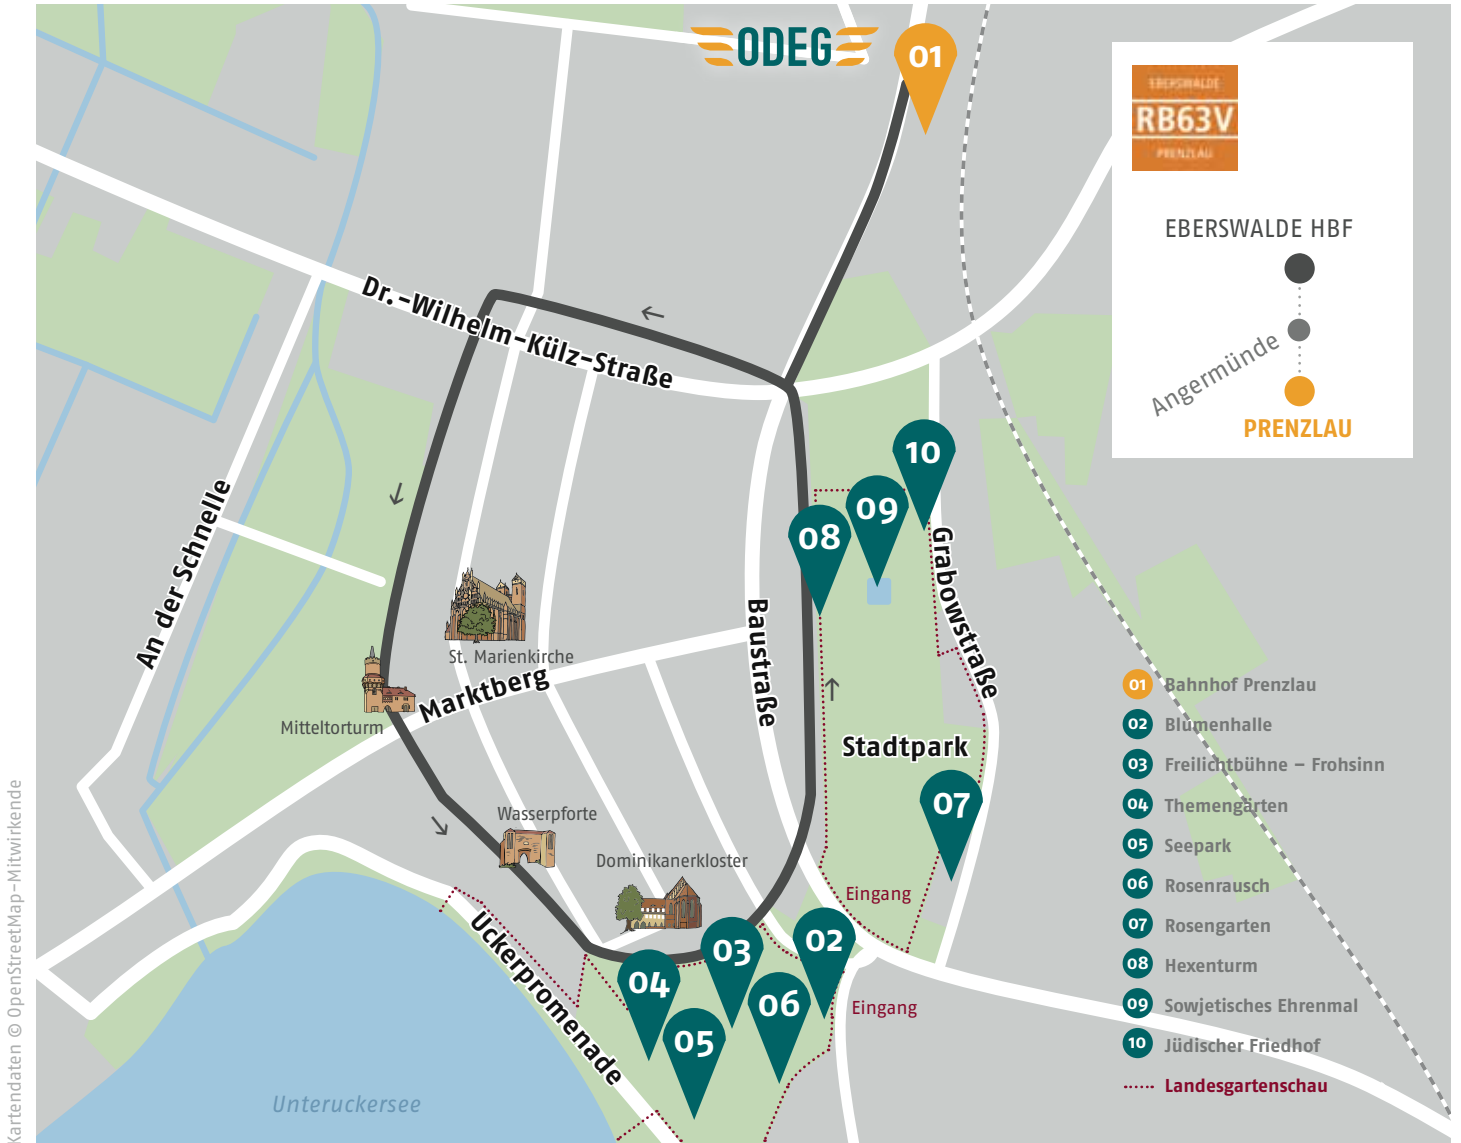 ODEG
01
EBERSWALDE
RB63V
PRENZLAU
EBERSWALDE HBF
Angermünde
PRENZLAU
Dr.-Wilhelm-Külz-Straße
An der Schnelle
10
09
08
Grabowstraße
Baustraße
St. Marienkirche
Marktberg
Mitteltorturm
Stadtpark
07
Wasserpforte
Dominikanerkloster
Eingang
Uckerpromenade
02
03
04
06
05
Eingang
Unteruckersee
01 Bahnhof Prenzlau
02 Blumenhalle
03 Freilichtbühne – Frohsinn
04 Themengärten
05 Seepark
06 Rosenrausch
07 Rosengarten
08 Hexenturm
09 Sowjetisches Ehrenmal
10 Jüdischer Friedhof
Landesgartenschau
Kartendaten © OpenStreetMap-Mitwirkende